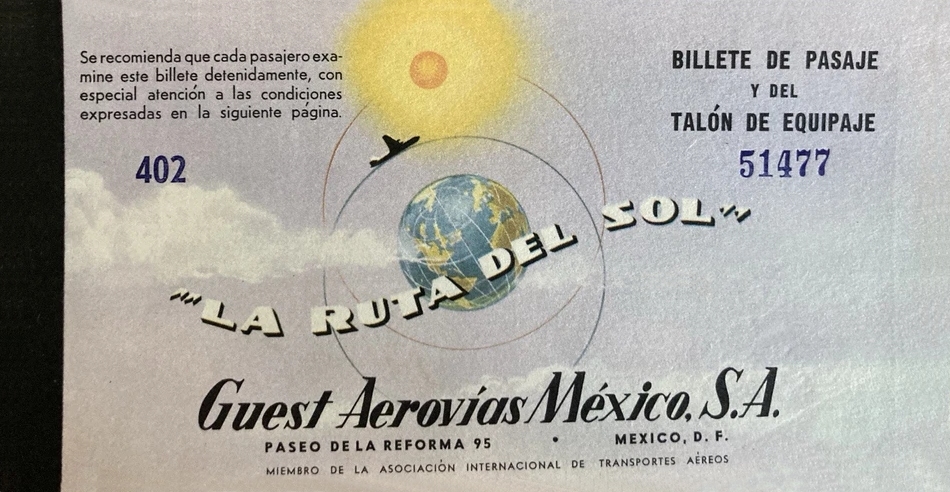 Se recomienda que cada pasajero exa-
mine este billete detenidamente, con
especial atención a las condiciones
expresadas en la siguiente página.
402
BILLETE DE PASAJE
Y DEL
TALÓN DE EQUIPAJE
51477
"LA RUTA DEL SOL"
Guest Aerovías México, S.A.
PASEO DE LA REFORMA 95 • MEXICO, D. F.
MIEMBRO DE LA ASOCIACIÓN INTERNACIONAL DE TRANSPORTES AÉREOS